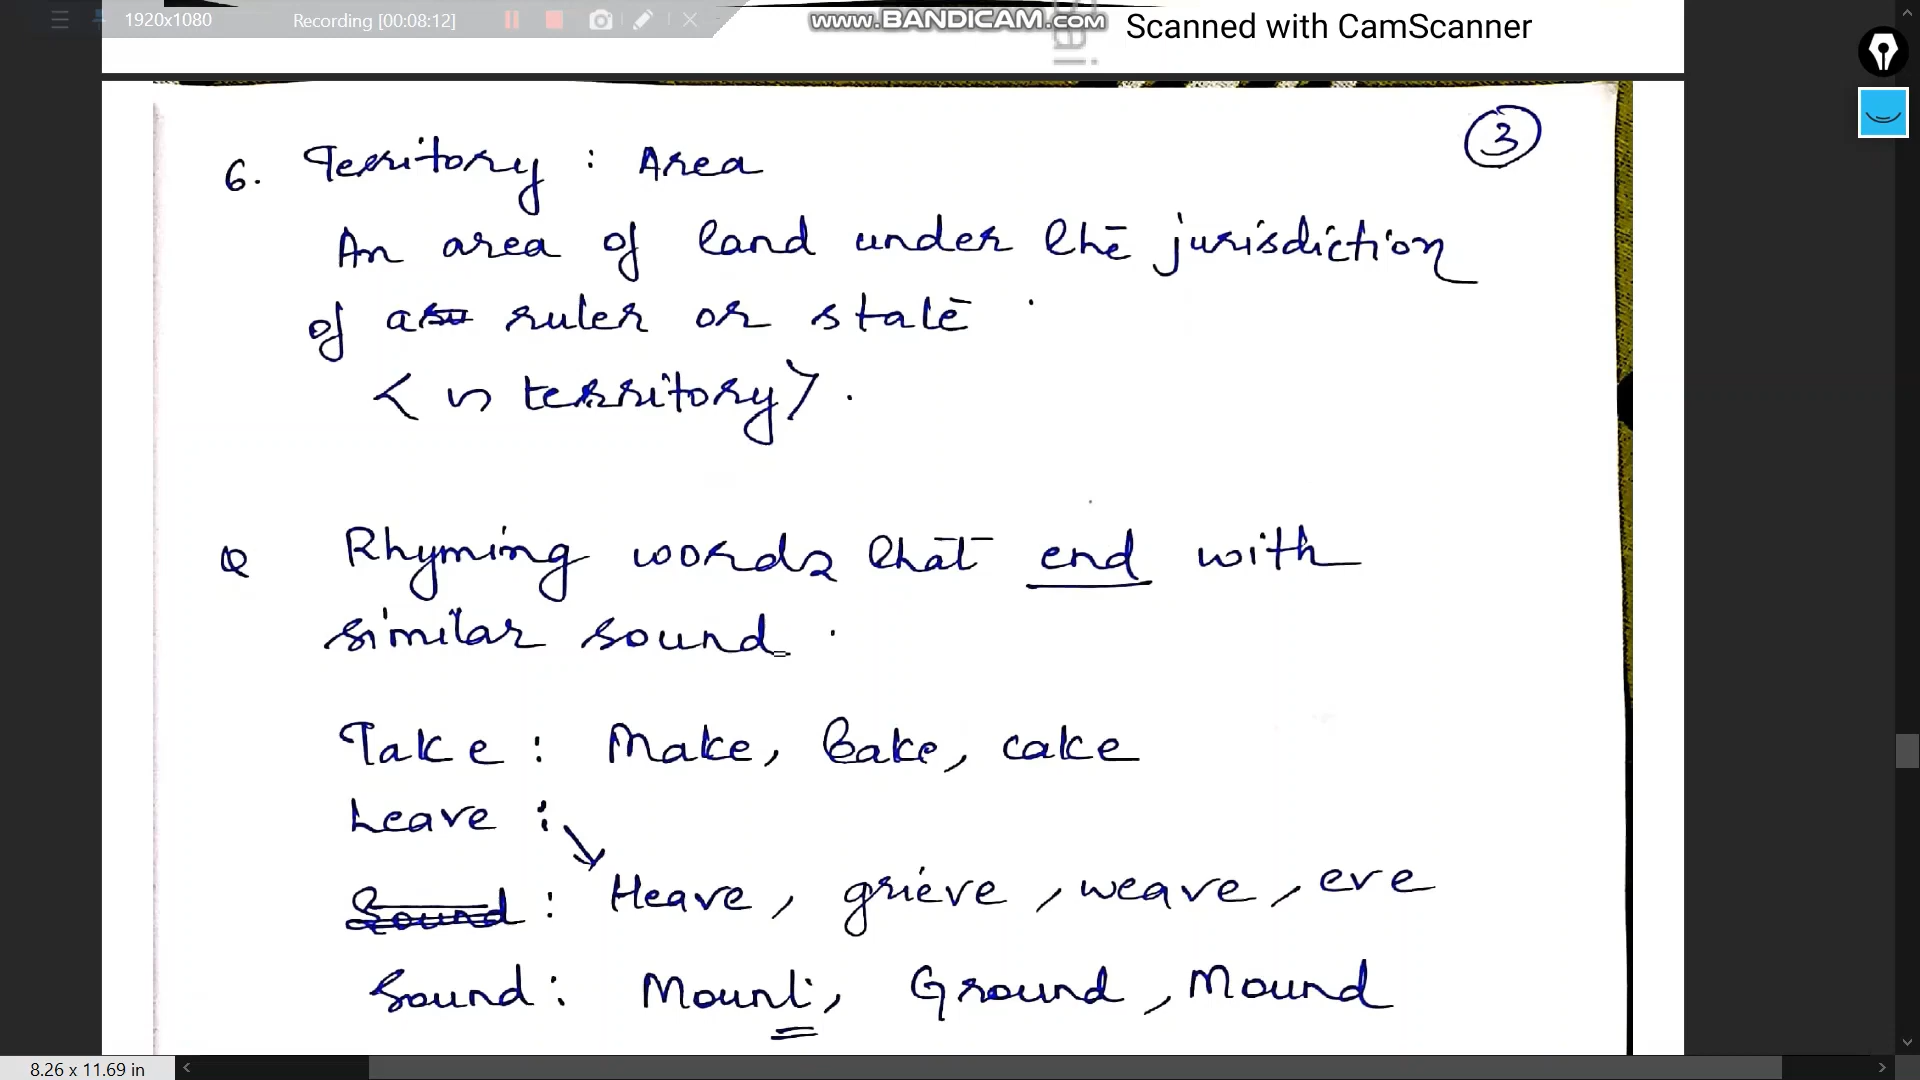 1920x1080
Recording [00:08:12]
www.BANDICAM.com
Scanned with CamScanner
3
6. Territory : Area
An area of land under the jurisdiction
of a ruler or state .
< n territory > .
Q Rhyming words that end with
similar sound .
Take : Make, Bake, cake
Leave :
Sound : Heave, grieve, weave, eve
Sound : Mount, Ground, Mound
8.26 x 11.69 in